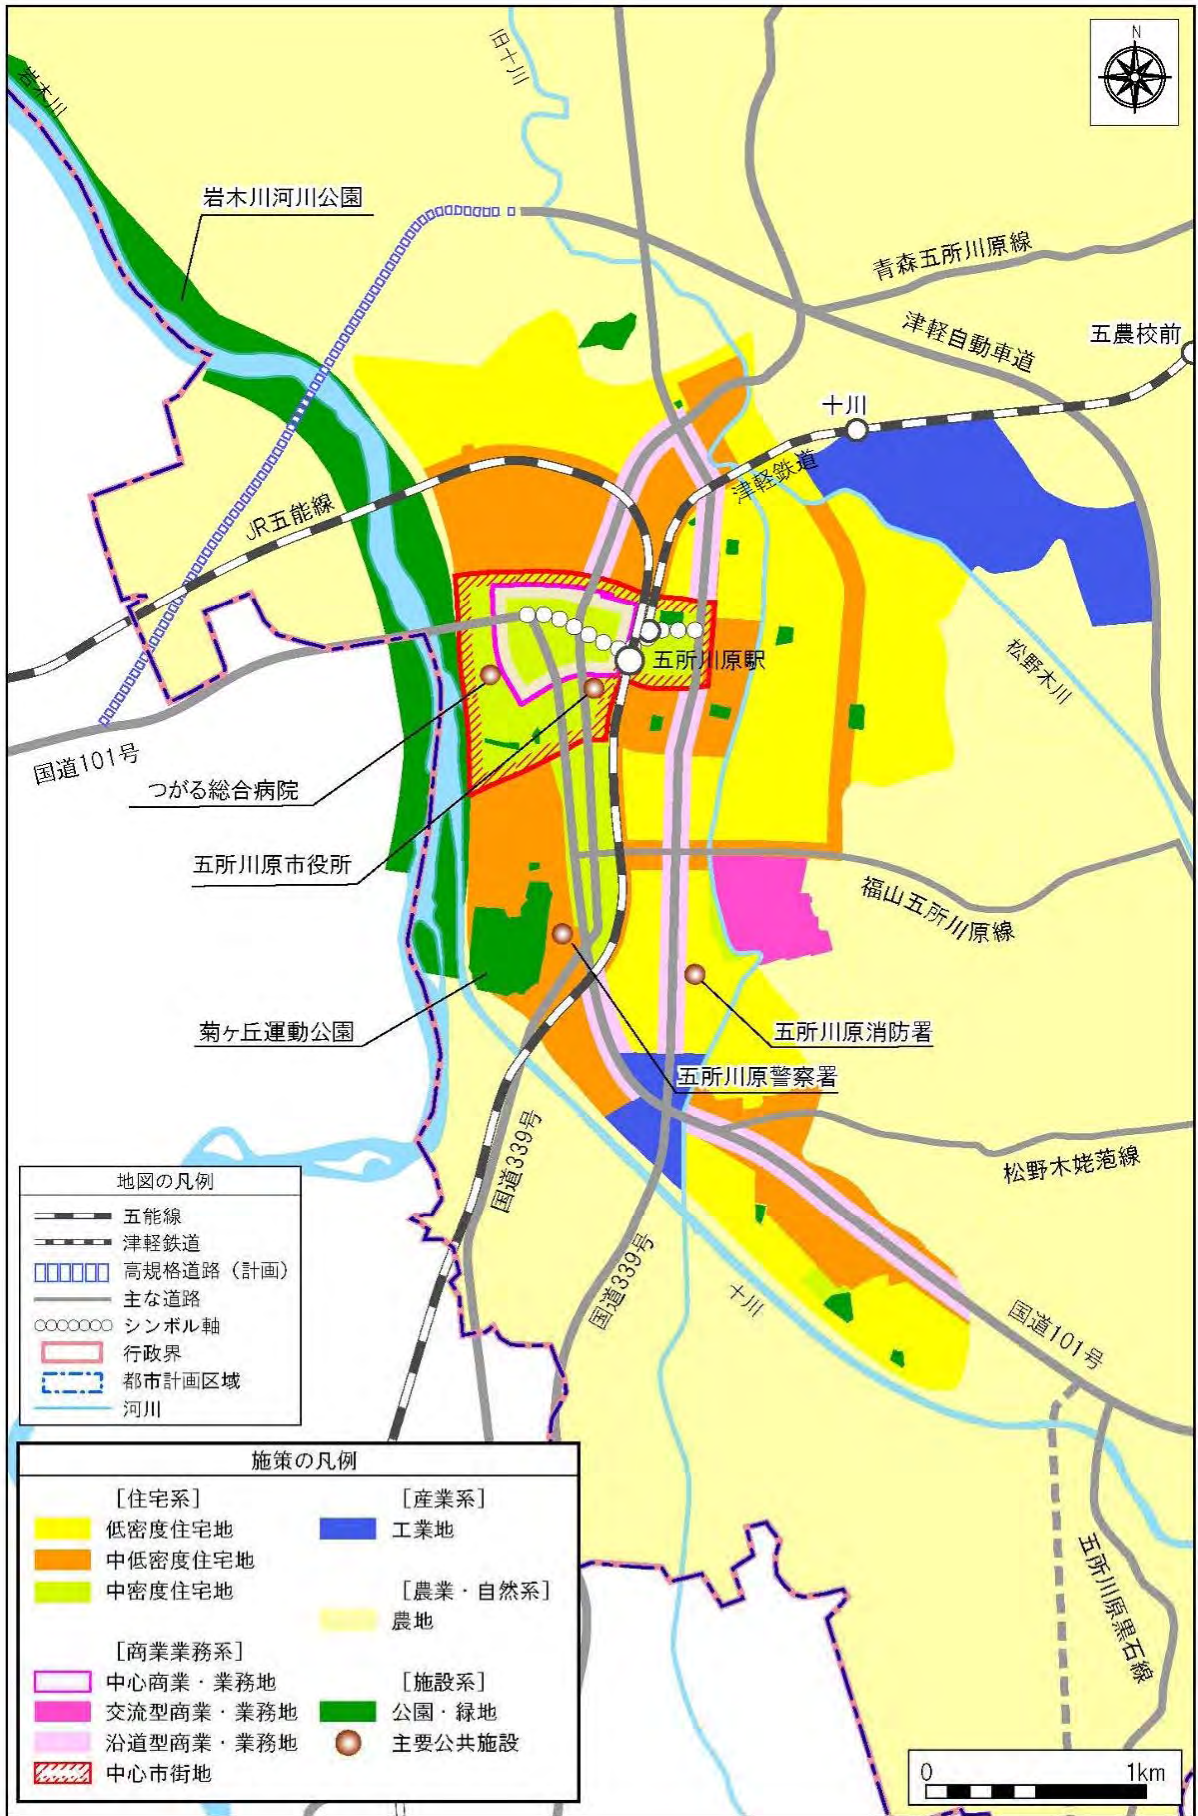 N
岩木川
旧十川
岩木川河川公園
青森五所川原線
津軽自動車道
五農校前
十川
津軽鉄道
JR五能線
松野木川
五所川原駅
国道101号
つがる総合病院
五所川原市役所
福山五所川原線
菊ヶ丘運動公園
五所川原消防署
五所川原警察署
国道339号
松野木姥萢線
国道339号
十川
国道101号
五所川原黒石線
地図の凡例
五能線
津軽鉄道
高規格道路（計画）
主な道路
シンボル軸
行政界
都市計画区域
河川
施策の凡例
［住宅系］
低密度住宅地
中低密度住宅地
中密度住宅地
［商業業務系］
中心商業・業務地
交流型商業・業務地
沿道型商業・業務地
中心市街地
［産業系］
工業地
［農業・自然系］
農地
［施設系］
公園・緑地
主要公共施設
0 1km